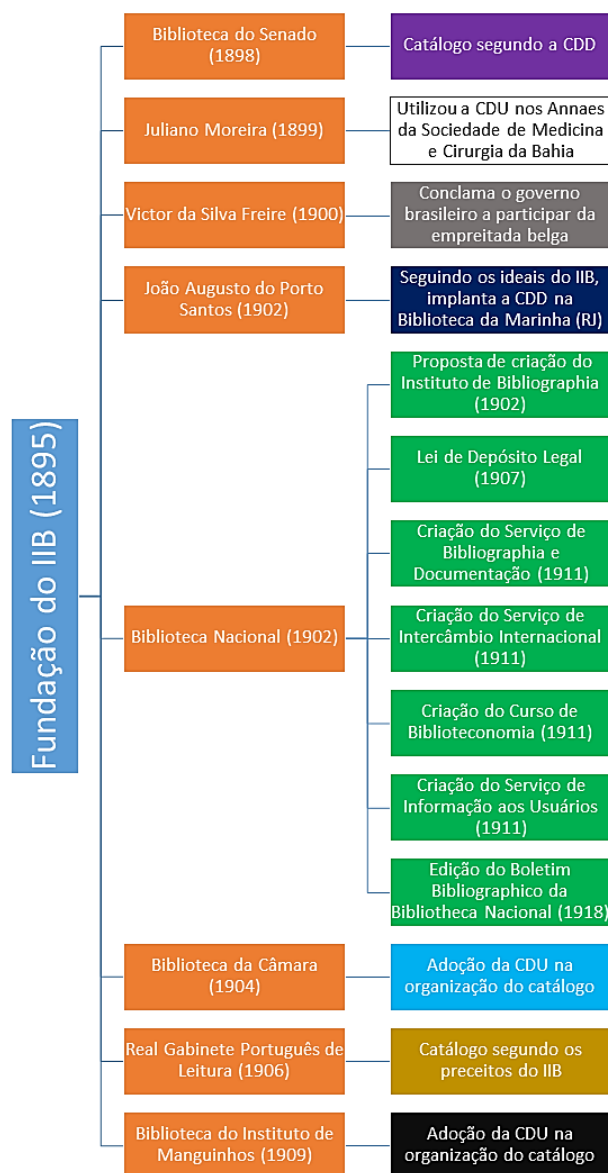 Fundação do IIB (1895)
Biblioteca do Senado
(1898)
Catálogo segundo a CDD
Juliano Moreira (1899)
Utilizou a CDU nos Annaes
da Sociedade de Medicina
e Cirurgia da Bahia
Victor da Silva Freire (1900)
Conclama o governo
brasileiro a participar da
empreitada belga
João Augusto do Porto
Santos (1902)
Seguindo os ideais do IIB,
implanta a CDD na
Biblioteca da Marinha (RJ)
Biblioteca Nacional (1902)
Proposta de criação do
Instituto de Bibliographia
(1902)
Lei de Depósito Legal
(1907)
Criação do Serviço de
Bibliographia e
Documentação (1911)
Criação do Serviço de
Intercâmbio Internacional
(1911)
Criação do Curso de
Biblioteconomia (1911)
Criação do Serviço de
Informação aos Usuários
(1911)
Edição do Boletim
Bibliographico da
Bibliotheca Nacional (1918)
Biblioteca da Câmara
(1904)
Adoção da CDU na
organização do catálogo
Real Gabinete Português de
Leitura (1906)
Catálogo segundo os
preceitos do IIB
Biblioteca do Instituto de
Manguinhos (1909)
Adoção da CDU na
organização do catálogo